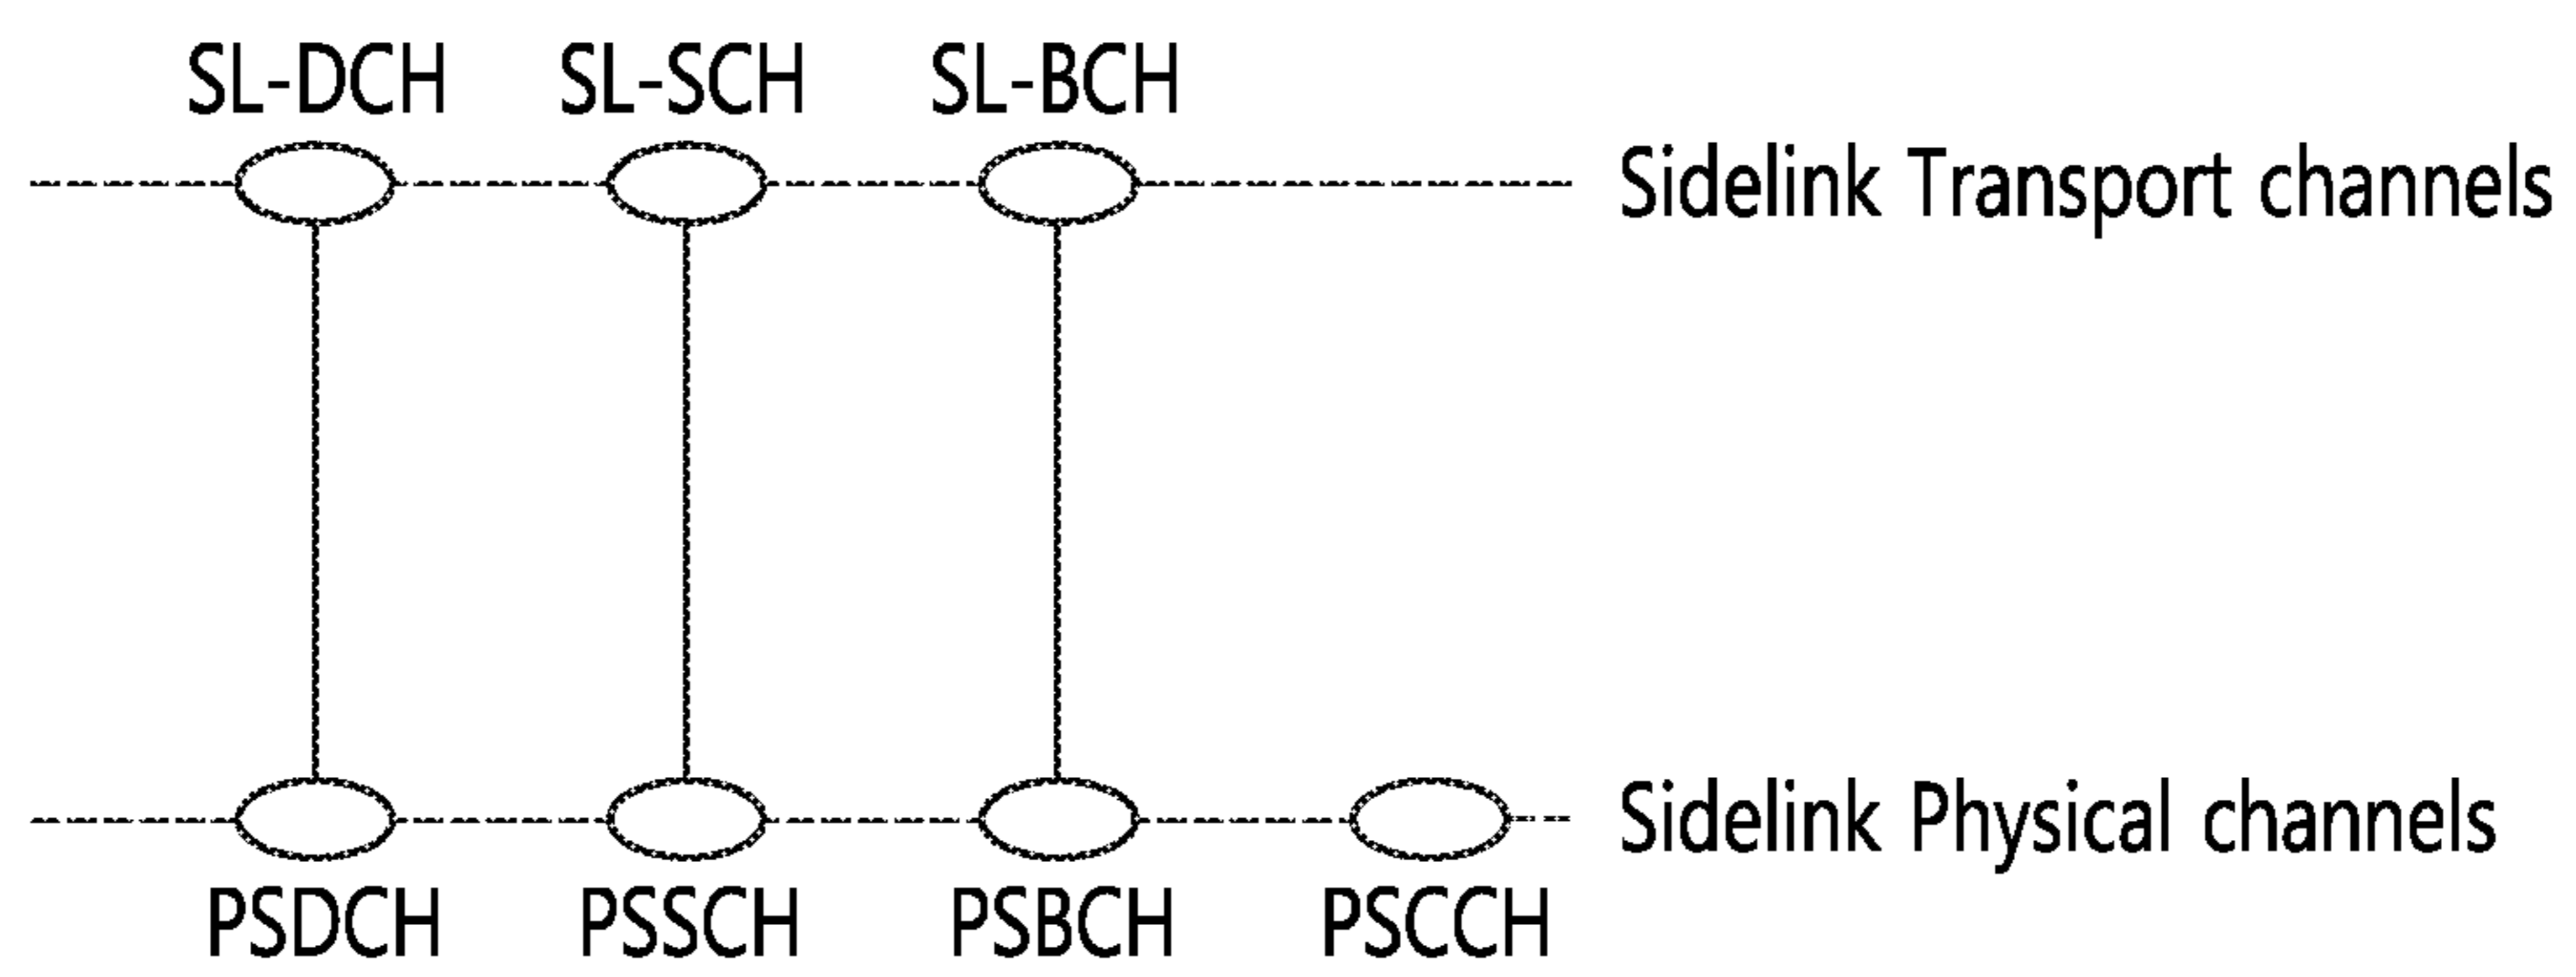 SL-DCH SL-SCH SL-BCH
Sidelink Transport channels
Sidelink Physical channels
PSDCH PSSCH PSBCH PSCCH